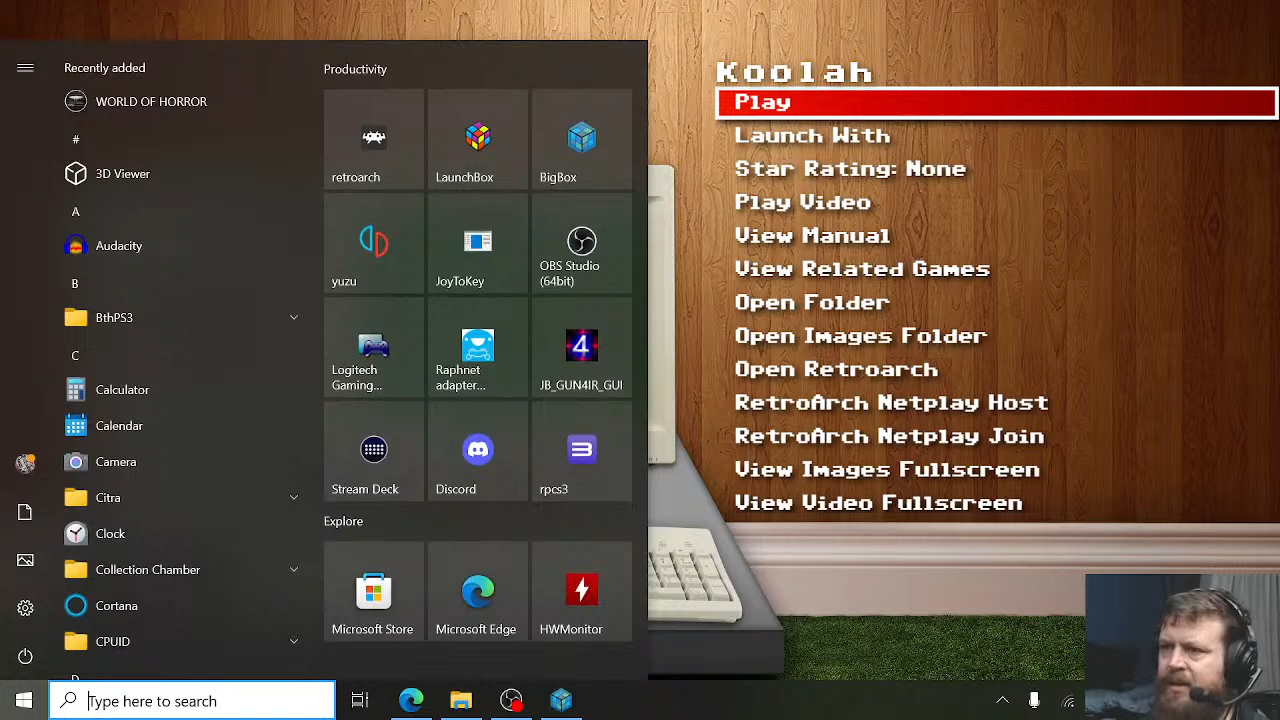 Recently added
WORLD OF HORROR
#
3D Viewer
A
Audacity
B
BthPS3
C
Calculator
Calendar
Camera
Citra
Clock
Collection Chamber
Cortana
CPUID
Type here to search
Productivity
retroarch
LaunchBox
BigBox
yuzu
JoyToKey
OBS Studio
(64bit)
Logitech
Gaming...
Raphnet
adapter...
4
JB_GUN4IR_GUI
Stream Deck
Discord
rpcs3
Explore
Microsoft Store
Microsoft Edge
HWMonitor
Koolah
Play
Launch With
Star Rating: None
Play Video
View Manual
View Related Games
Open Folder
Open Images Folder
Open Retroarch
RetroArch Netplay Host
RetroArch Netplay Join
View Images Fullscreen
View Video Fullscreen